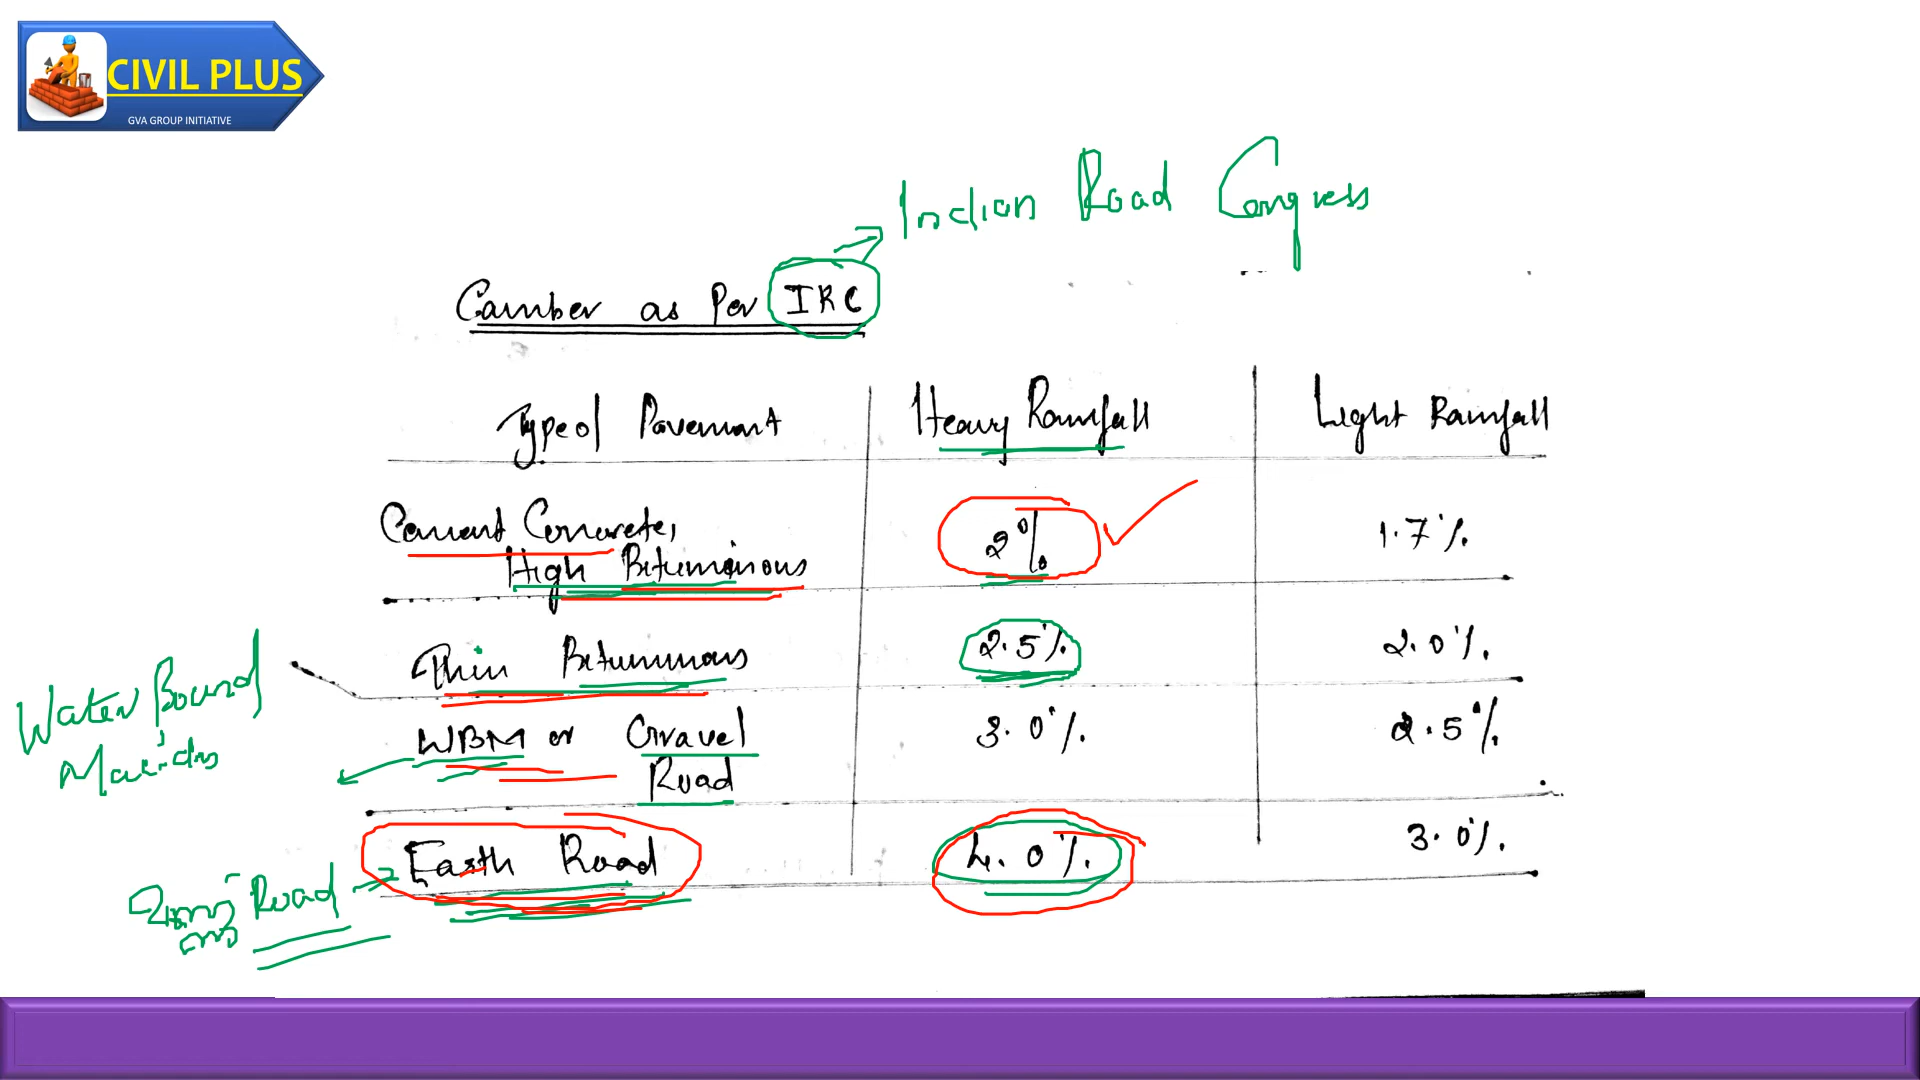 CIVIL PLUS
GVA GROUP INITIATIVE
Indian Road Congress
Camber as Per IRC
Type of Pavement Heavy Rainfall Light Rainfall
Cement Concrete,
High Bituminous 2% 1.7%
Thin Bituminous 2.5% 2.0%
Water Bound
WBM or Gravel 3.0% 2.5%
Road
Earth Road 4.0% 3.0%
Road